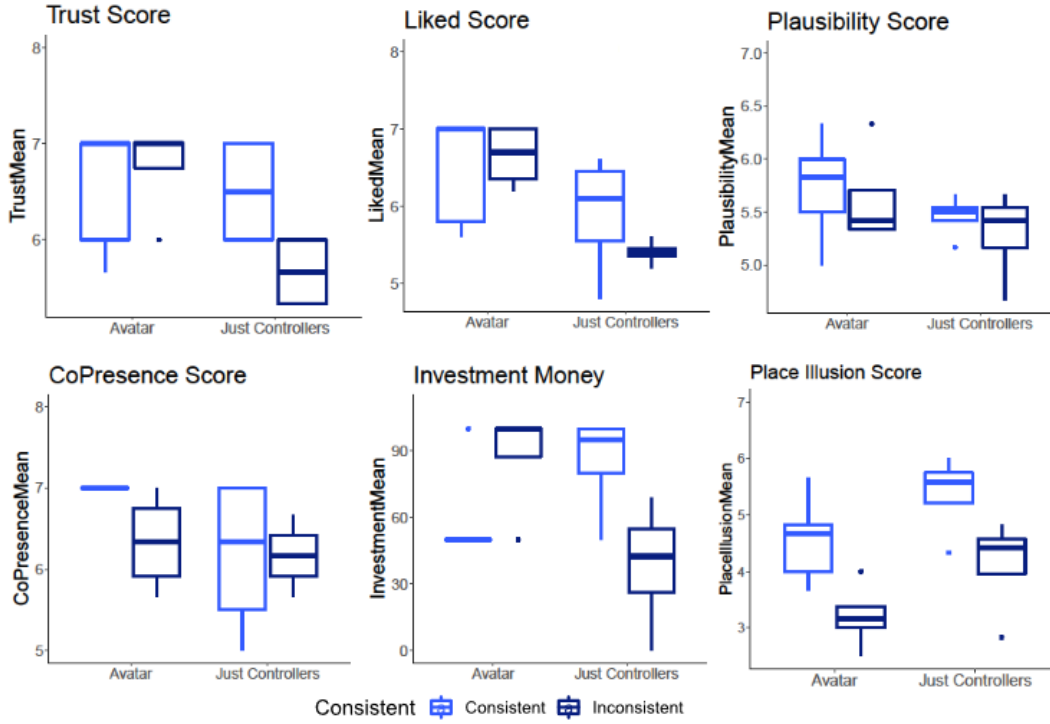 Trust Score
TrustMean
8
7
6
Avatar
Just Controllers
Liked Score
LikedMean
8
7
6
5
Avatar
Just Controllers
Plausibility Score
PlausibilityMean
7.0
6.5
6.0
5.5
5.0
Avatar
Just Controllers
CoPresence Score
CoPresenceMean
8
7
6
5
Avatar
Just Controllers
Investment Money
InvestmentMean
90
60
30
0
Avatar
Just Controllers
Place Illusion Score
PlaceIllusionMean
7
6
5
4
3
Avatar
Just Controllers
Consistent
Consistent
Inconsistent